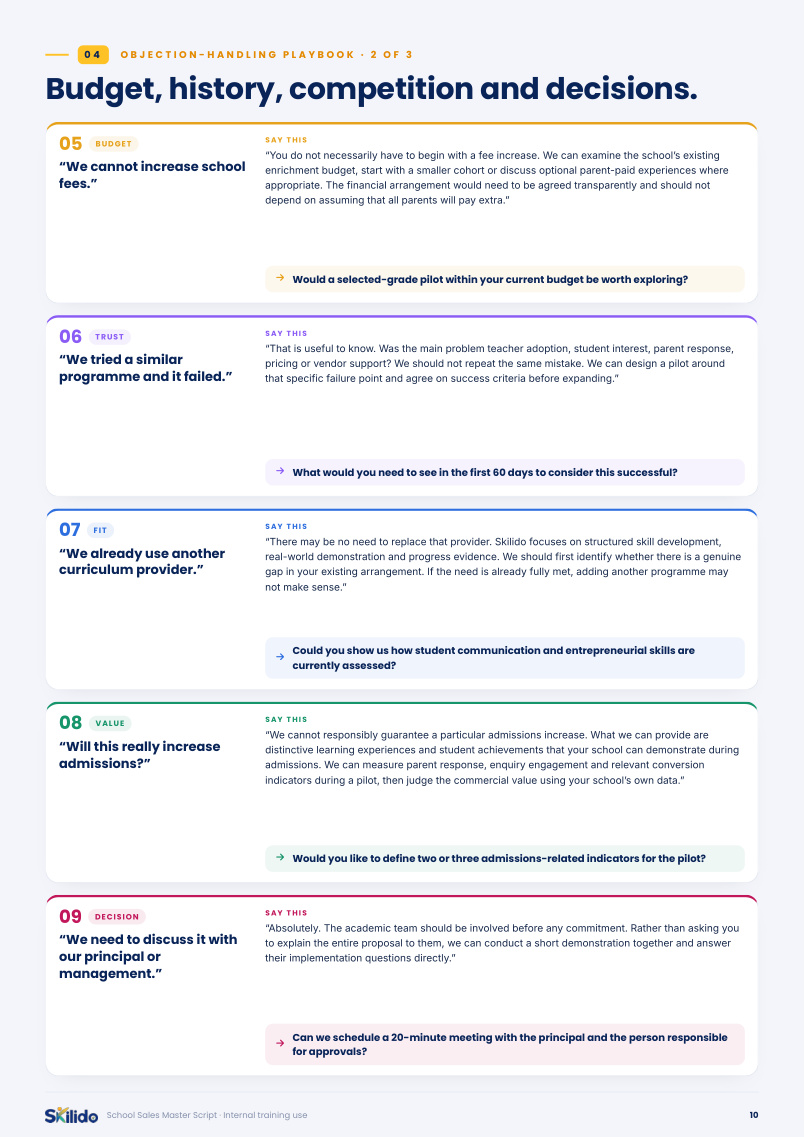 04 OBJECTION-HANDLING PLAYBOOK · 2 OF 3
Budget, history, competition and decisions.
05 BUDGET
“We cannot increase school
fees.”
SAY THIS
“You do not necessarily have to begin with a fee increase. We can examine the school’s existing
enrichment budget, start with a smaller cohort or discuss optional parent-paid experiences where
appropriate. The financial arrangement would need to be agreed transparently and should not
depend on assuming that all parents will pay extra.”
→ Would a selected-grade pilot within your current budget be worth exploring?
06 TRUST
“We tried a similar
programme and it failed.”
SAY THIS
“That is useful to know. Was the main problem teacher adoption, student interest, parent response,
pricing or vendor support? We should not repeat the same mistake. We can design a pilot around
that specific failure point and agree on success criteria before expanding.”
→ What would you need to see in the first 60 days to consider this successful?
07 FIT
“We already use another
curriculum provider.”
SAY THIS
“There may be no need to replace that provider. Skilido focuses on structured skill development,
real-world demonstration and progress evidence. We should first identify whether there is a genuine
gap in your existing arrangement. If the need is already fully met, adding another programme may
not make sense.”
→ Could you show us how student communication and entrepreneurial skills are
currently assessed?
08 VALUE
“Will this really increase
admissions?”
SAY THIS
“We cannot responsibly guarantee a particular admissions increase. What we can provide are
distinctive learning experiences and student achievements that your school can demonstrate during
admissions. We can measure parent response, enquiry engagement and relevant conversion
indicators during a pilot, then judge the commercial value using your school’s own data.”
→ Would you like to define two or three admissions-related indicators for the pilot?
09 DECISION
“We need to discuss it with
our principal or
management.”
SAY THIS
“Absolutely. The academic team should be involved before any commitment. Rather than asking you
to explain the entire proposal to them, we can conduct a short demonstration together and answer
their implementation questions directly.”
→ Can we schedule a 20-minute meeting with the principal and the person responsible
for approvals?
Skilido School Sales Master Script · Internal training use 10